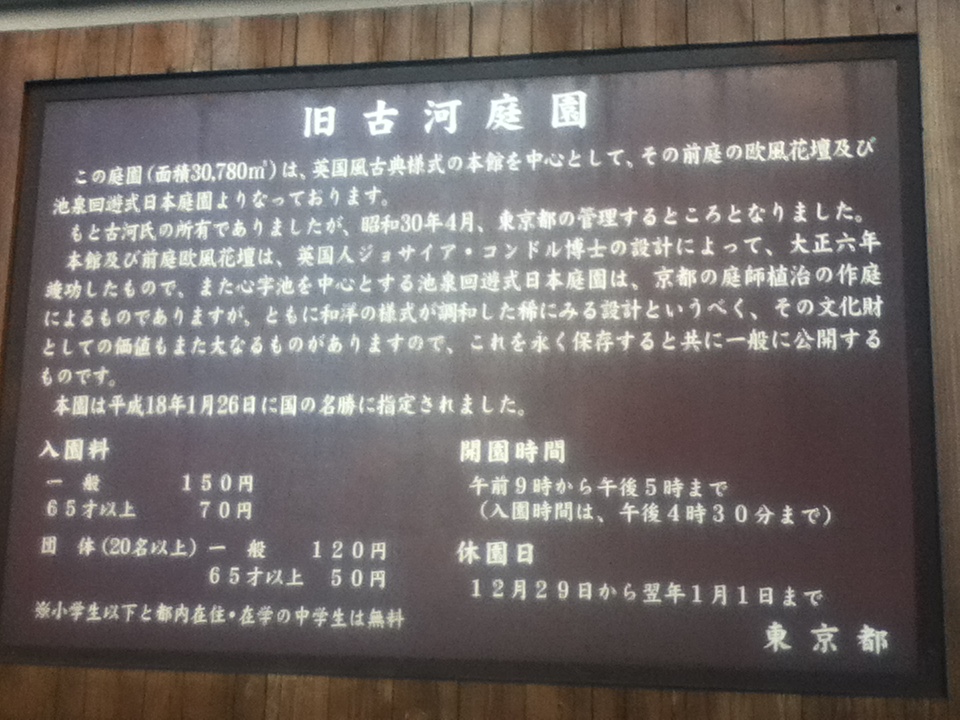 旧古河庭園
この庭園(面積30,780㎡)は、英国風古典様式の本館を中心として、その前庭の欧風花壇及び
池泉回遊式日本庭園よりなっております。
もと古河氏の所有でありましたが、昭和30年4月、東京都の管理するところとなりました。
本館及び前庭欧風花壇は、英国人ジョサイア・コンドル博士の設計によって、大正六年
竣功したもので、また心字池を中心とする池泉回遊式日本庭園は、京都の庭師植治の作庭
によるものでありますが、ともに和洋の様式が調和した稀にみる設計というべく、その文化財
としての価値もまた大なるものがありますので、これを永く保存すると共に一般に公開する
ものです。
本園は平成18年1月26日に国の名勝に指定されました。
入園料
一般 150円
65才以上 70円
団体(20名以上)一般 120円
65才以上 50円
※小学生以下と都内在住・在学の中学生は無料
開園時間
午前9時から午後5時まで
(入園時間は、午後4時30分まで)
休園日
12月29日から翌年1月1日まで
東京都